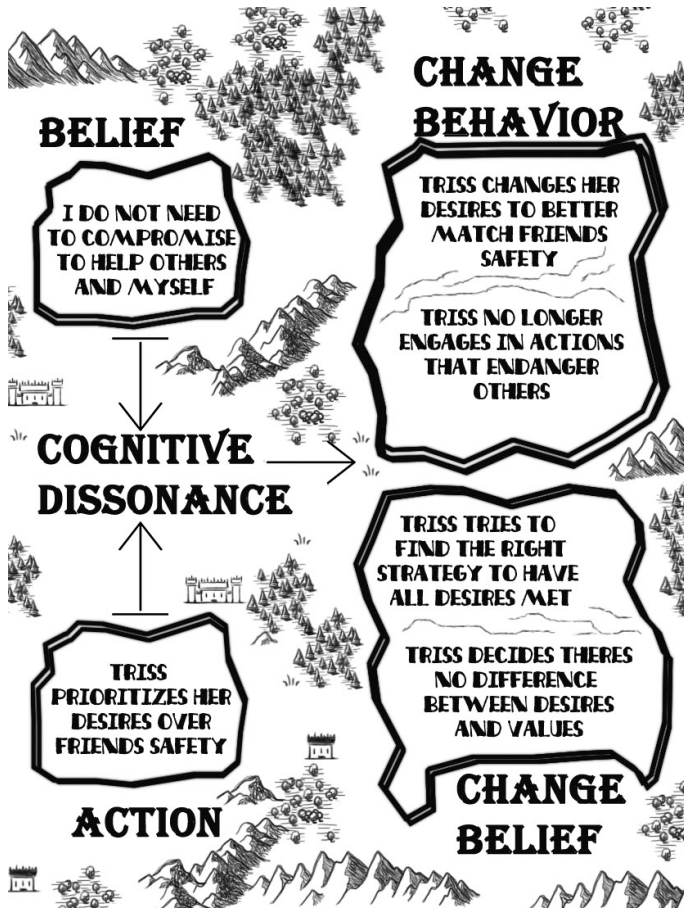 BELIEF
I DO NOT NEED
TO COMPROMISE
TO HELP OTHERS
AND MYSELF
COGNITIVE
DISSONANCE
TRISS
PRIORITIZES HER
DESIRES OVER
FRIENDS SAFETY
ACTION
CHANGE
BEHAVIOR
TRISS CHANGES HER
DESIRES TO BETTER
MATCH FRIENDS
SAFETY
TRISS NO LONGER
ENGAGES IN ACTIONS
THAT ENDANGER
OTHERS
TRISS TRIES TO
FIND THE RIGHT
STRATEGY TO HAVE
ALL DESIRES MET
TRISS DECIDES THERES
NO DIFFERENCE
BETWEEN DESIRES
AND VALUES
CHANGE
BELIEF